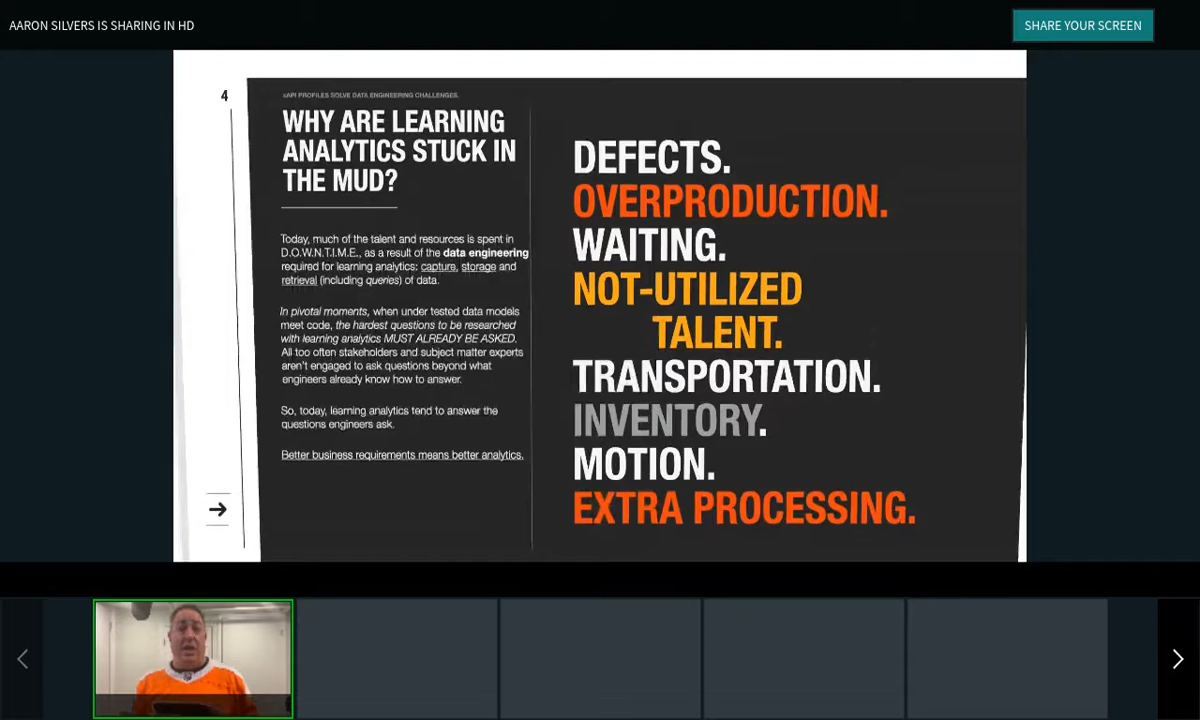 AARON SILVERS IS SHARING IN HD
SHARE YOUR SCREEN
4
xAPI PROFILES SOLVE DATA ENGINEERING CHALLENGES.
WHY ARE LEARNING
ANALYTICS STUCK IN
THE MUD?
Today, much of the talent and resources is spent in
D.O.W.N.T.I.M.E., as a result of the data engineering
required for learning analytics: capture, storage and
retrieval (including queries) of data.
In pivotal moments, when under tested data models
meet code, the hardest questions to be researched
with learning analytics MUST ALREADY BE ASKED.
All too often stakeholders and subject matter experts
aren't engaged to ask questions beyond what
engineers already know how to answer.
So, today, learning analytics tend to answer the
questions engineers ask.
Better business requirements means better analytics.
DEFECTS.
OVERPRODUCTION.
WAITING.
NOT-UTILIZED
TALENT.
TRANSPORTATION.
INVENTORY.
MOTION.
EXTRA PROCESSING.